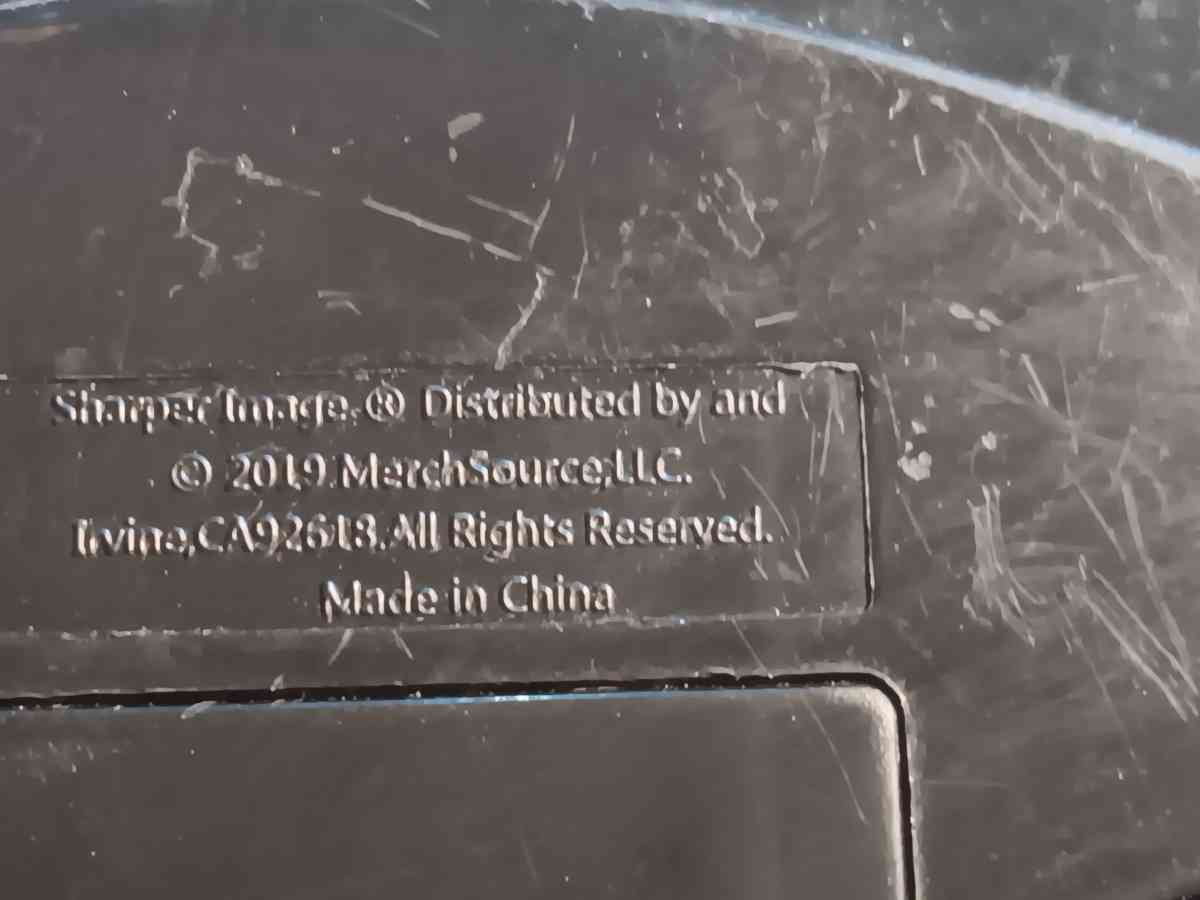 Sharper Image.® Distributed by and
© 2019 MerchSource,LLC.
Irvine,CA92618.All Rights Reserved.
Made in China